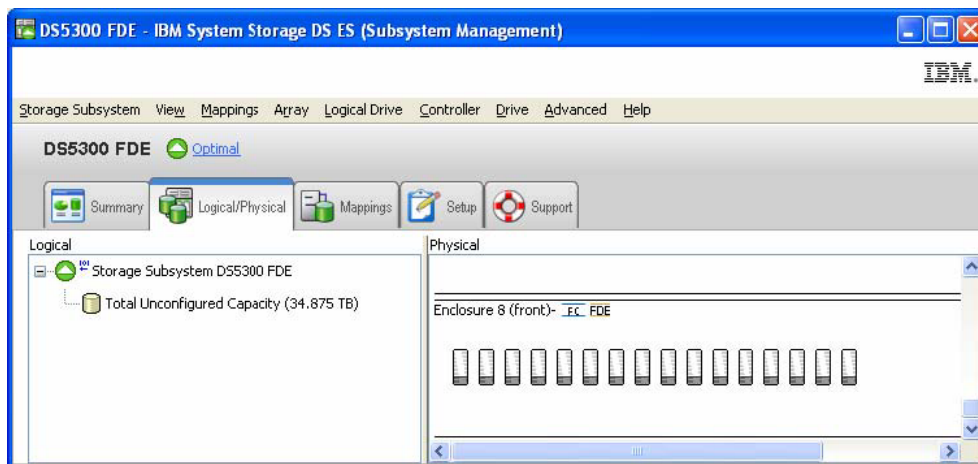 DS5300 FDE - IBM System Storage DS ES (Subsystem Management)
IBM.
Storage Subsystem View Mappings Array Logical Drive Controller Drive Advanced Help
DS5300 FDE Optimal
Summary Logical/Physical Mappings Setup Support
Logical
Physical
Storage Subsystem DS5300 FDE
Total Unconfigured Capacity (34.875 TB)
Enclosure 8 (front)- FC FDE